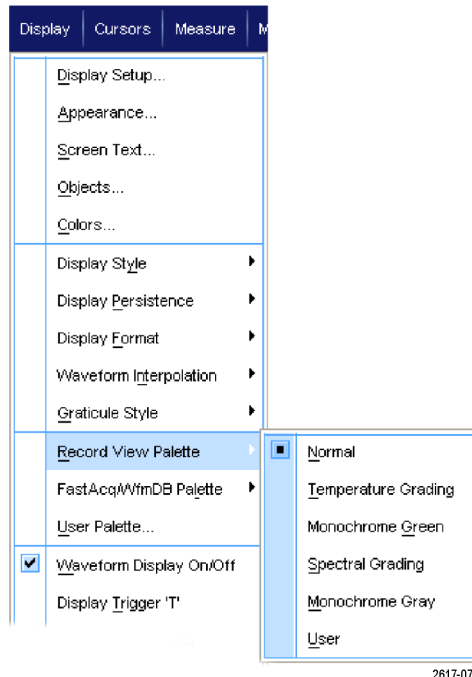 Display Cursors Measure
Display Setup...
Appearance...
Screen Text...
Objects...
Colors...
Display Style
Display Persistence
Display Format
Waveform Interpolation
Graticule Style
Record View Palette
FastAcq/WfmDB Palette
User Palette...
Waveform Display On/Off
Display Trigger 'T'
Normal
Temperature Grading
Monochrome Green
Spectral Grading
Monochrome Gray
User
2617-07